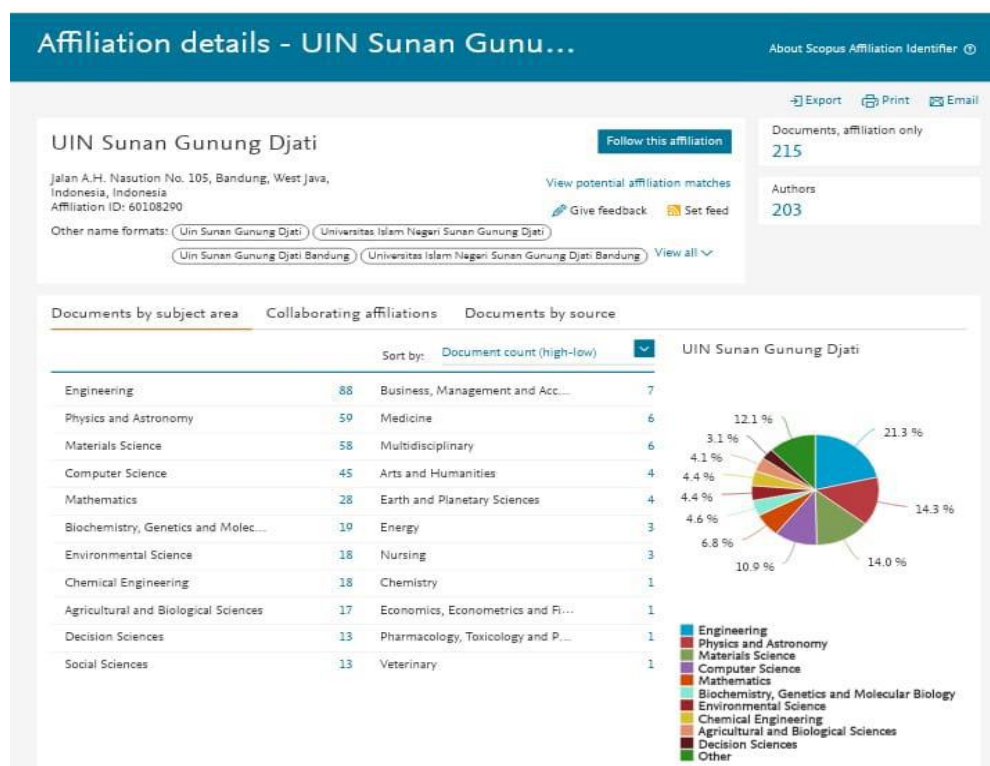 Affiliation details - UIN Sunan Gunu...
About Scopus Affiliation Identifier
Export Print Email
UIN Sunan Gunung Djati
Follow this affiliation
Jalan A.H. Nasution No. 105, Bandung, West Java,
Indonesia, Indonesia
Affiliation ID: 60108290
View potential affiliation matches
Give feedback Set feed
Other name formats: Uin Sunan Gunung Djati Universitas Islam Negeri Sunan Gunung Djati
Uin Sunan Gunung Djati Bandung Universitas Islam Negeri Sunan Gunung Djati Bandung View all
Documents, affiliation only
215
Authors
203
Documents by subject area Collaborating affiliations Documents by source
Sort by: Document count (high-low)
Engineering 88 Business, Management and Acc.... 7
Physics and Astronomy 59 Medicine 6
Materials Science 58 Multidisciplinary 6
Computer Science 45 Arts and Humanities 4
Mathematics 28 Earth and Planetary Sciences 4
Biochemistry, Genetics and Molec.... 19 Energy 3
Environmental Science 18 Nursing 3
Chemical Engineering 18 Chemistry 1
Agricultural and Biological Sciences 17 Economics, Econometrics and Fi... 1
Decision Sciences 13 Pharmacology, Toxicology and P.... 1
Social Sciences 13 Veterinary 1
UIN Sunan Gunung Djati
12.1 %
21.3 %
3.1 %
4.1 %
4.4 %
4.4 %
14.3 %
4.6 %
6.8 %
10.9 %
14.0 %
Engineering
Physics and Astronomy
Materials Science
Computer Science
Mathematics
Biochemistry, Genetics and Molecular Biology
Environmental Science
Chemical Engineering
Agricultural and Biological Sciences
Decision Sciences
Other